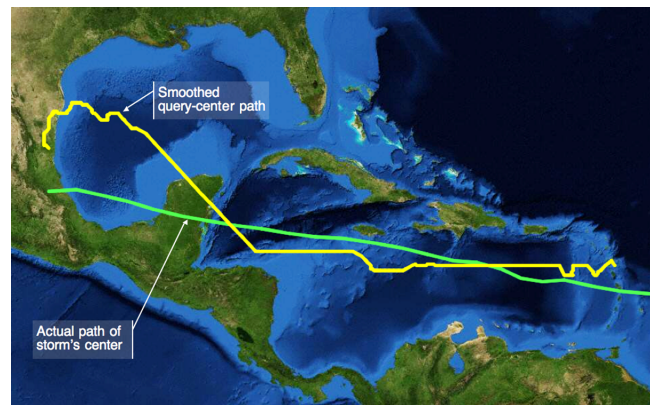 Smoothed
query-center path
Actual path of
storm's center